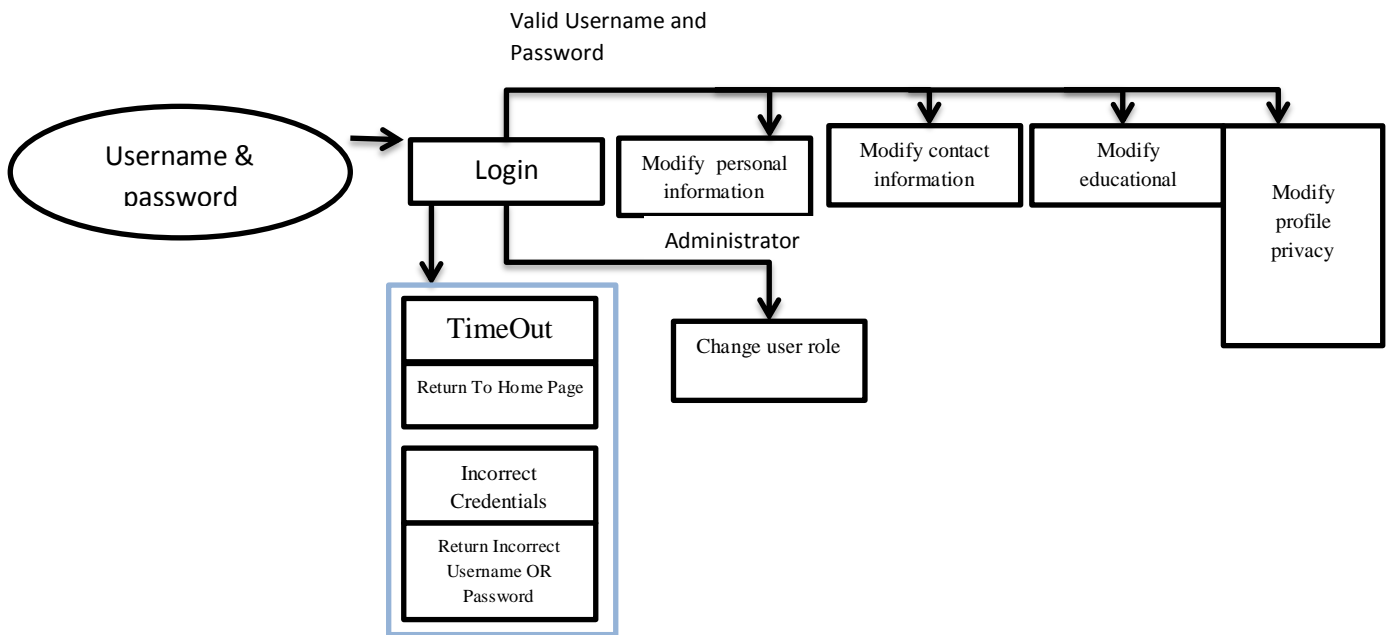 Valid Username and
Password
Username &
password
Login
Modify personal
information
Modify contact
information
Modify
educational
Modify
profile
privacy
Administrator
TimeOut
Return To Home Page
Change user role
Incorrect
Credentials
Return Incorrect
Username OR
Password